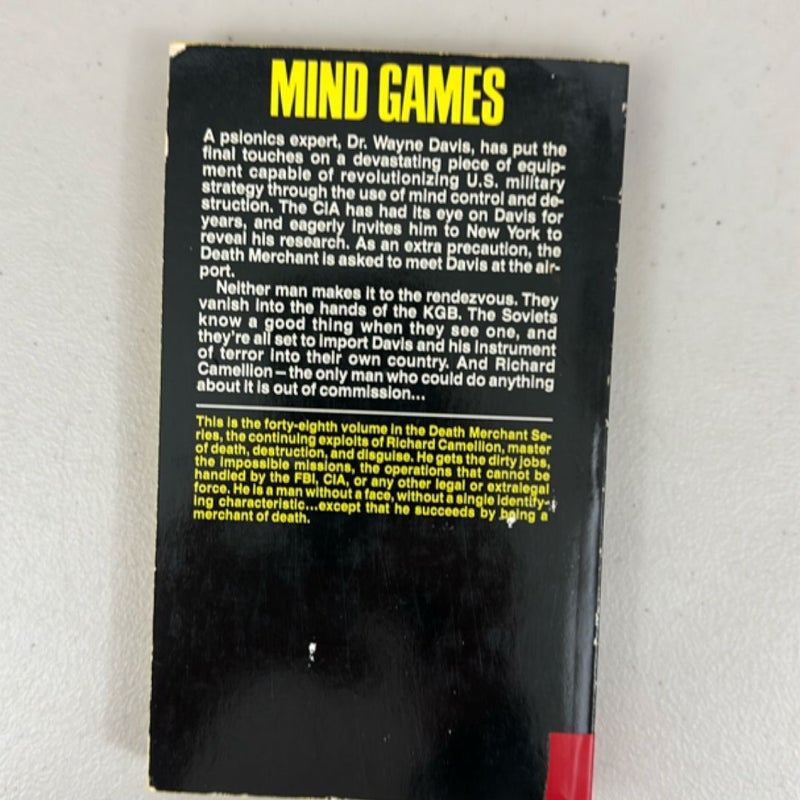 MIND GAMES
A psionics expert, Dr. Wayne Davis, has put the
final touches on a devastating piece of equip-
ment capable of revolutionizing U.S. military
strategy through the use of mind control and de-
struction. The CIA has had its eye on Davis for
years, and eagerly invites him to New York to
reveal his research. As an extra precaution, the
Death Merchant is asked to meet Davis at the air-
port.
Neither man makes it to the rendezvous. They
vanish into the hands of the KGB. The Soviets
know a good thing when they see one, and
they're all set to import Davis and his instrument
of terror into their own country. And Richard
Camellion—the only man who could do anything
about it is out of commission...
This is the forty-eighth volume in the Death Merchant Se-
ries, the continuing exploits of Richard Camellion, master
of death, destruction, and disguise. He gets the dirty jobs,
the impossible missions, the operations that cannot be
handled by the FBI, CIA, or any other legal or extralegal
force. He is a man without a face, without a single identify-
ing characteristic...except that he succeeds by being a
merchant of death.